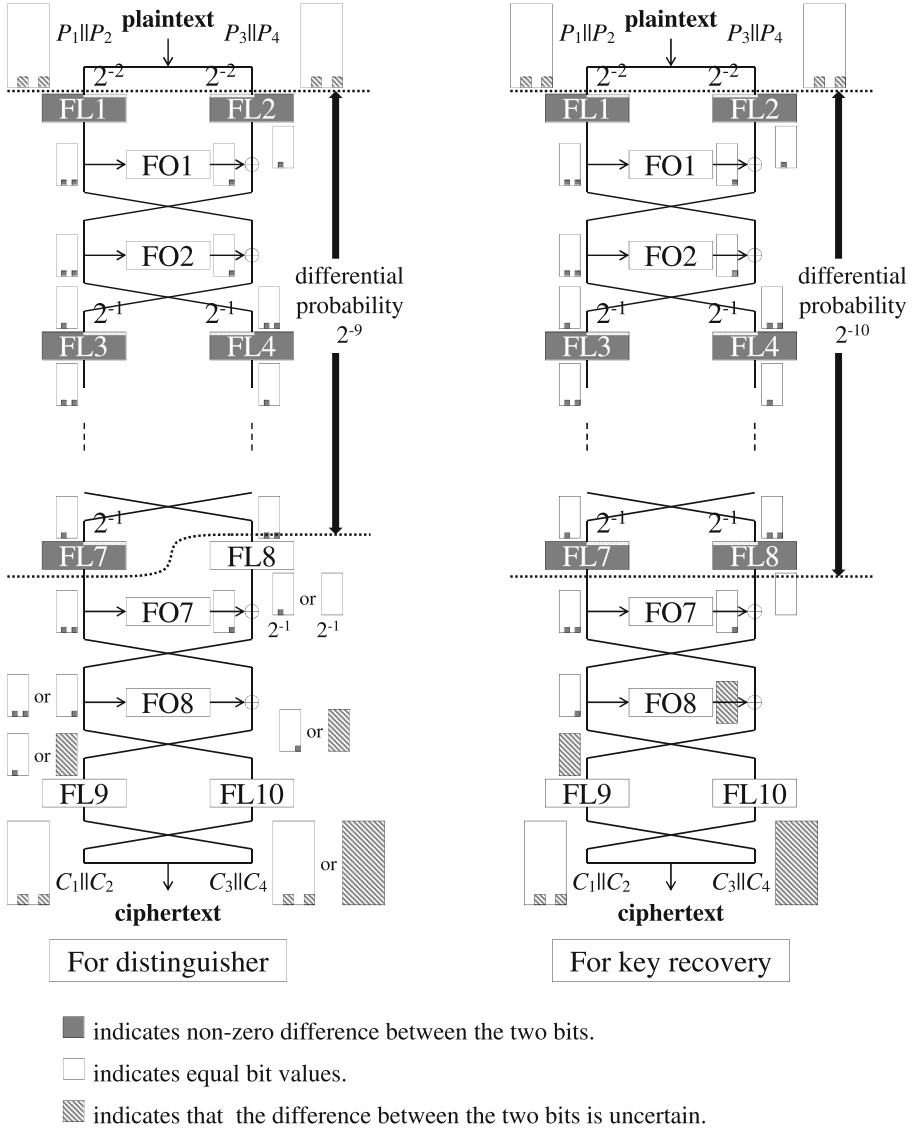 plaintext
P1||P2 P3||P4
2-2 2-2
FL1 FL2
FO1
FO2
2-1 2-1
FL3 FL4
differential
probability
2-9
2-1
FL7 FL8
FO7
or
2-1 2-1
or
FO8
or
or
FL9 FL10
or
C1||C2 C3||C4
ciphertext
For distinguisher
plaintext
P1||P2 P3||P4
2-2 2-2
FL1 FL2
FO1
FO2
2-1 2-1
FL3 FL4
differential
probability
2-10
2-1
FL7 FL8
FO7
FO8
FL9 FL10
C1||C2 C3||C4
ciphertext
For key recovery
indicates non-zero difference between the two bits.
indicates equal bit values.
indicates that the difference between the two bits is uncertain.